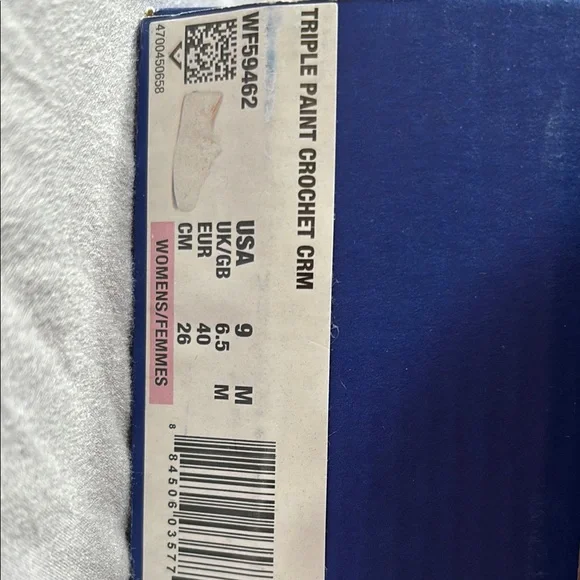 TRIPLE PAINT CROCHET CRM
WF59462
4700450658
USA 9 M
UK/GB 6.5 M
EUR 40
CM 26
WOMENS/FEMMES
8 84506 03577